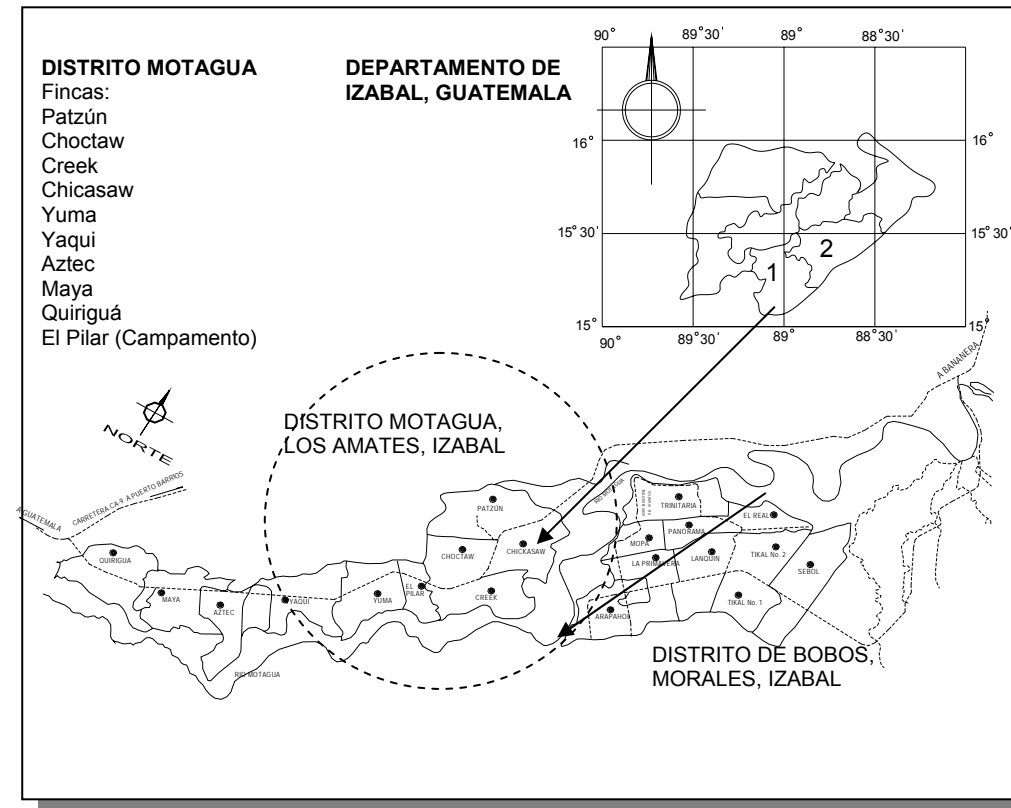 DISTRITO MOTAGUA
Fincas:
Patzún
Choctaw
Creek
Chicasaw
Yuma
Yaqui
Aztec
Maya
Quiriguá
El Pilar (Campamento)
DEPARTAMENTO DE
IZABAL, GUATEMALA
90°
89°30'
89°
88°30'
16°
16°
15°30'
15°30'
15°
15°
90°
89°30'
89°
88°30'
1
2
A BANANERA
NORTE
DISTRITO MOTAGUA,
LOS AMATES, IZABAL
A GUATEMALA
CARRETERA CA-9 A PUERTO BARRIOS
RIO MOTAGUA
PATZÚN
TRINITARIA
EL REAL
PANORAMA
MOPA
CHICKASAW
CHOCTAW
QUIRIGUA
LA PRIMAVERA
LANQUIN
TIKAL No. 2
SEBOL
MAYA
AZTEC
YAQUI
YUMA
EL
PILAR
CREEK
ARAPAHOE
TIKAL No. 1
RIO MOTAGUA
DISTRITO DE BOBOS,
MORALES, IZABAL